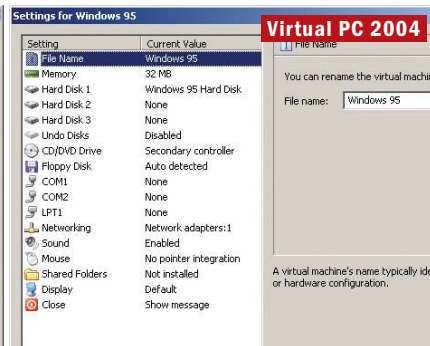 Settings for Windows 95
Virtual PC 2004
Setting Current Value
File Name Windows 95
Memory 32 MB
Hard Disk 1 Windows 95 Hard Disk
Hard Disk 2 None
Hard Disk 3 None
Undo Disks Disabled
CD/DVD Drive Secondary controller
Floppy Disk Auto detected
COM1 None
COM2 None
LPT1 None
Networking Network adapters:1
Sound Enabled
Mouse No pointer integration
Shared Folders Not installed
Display Default
Close Show message
File Name
You can rename the virtual machin
File name: Windows 95
A virtual machine's name typically ide
or hardware configuration.